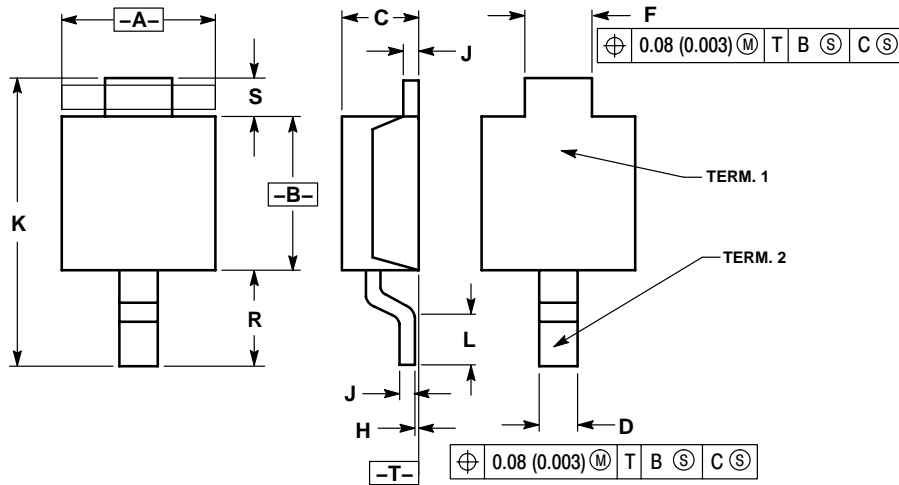 –A–
C
F
⌖ 0.08 (0.003) Ⓜ T B Ⓢ C Ⓢ
J
S
–B–
K
TERM. 1
TERM. 2
R
L
J
H
D
⌖ 0.08 (0.003) Ⓜ T B Ⓢ C Ⓢ
–T–